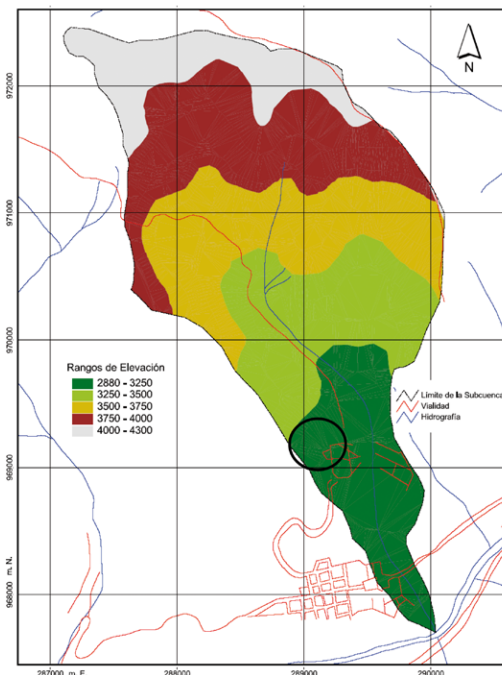 N
972000
971000
970000
969000
968000
m. N.
Rangos de Elevación
2880 - 3250
3250 - 3500
3500 - 3750
3750 - 4000
4000 - 4300
Límite de la Subcuenca
Vialidad
Hidrografía
287000 m. E
288000
289000
290000